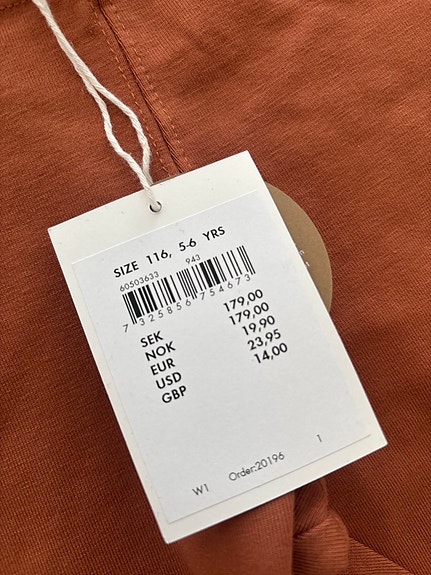 SIZE 116, 5-6 YRS
60503633 943
7 325856 754673
SEK 179,00
NOK 179,00
EUR 19,90
USD 23,95
GBP 14,00
W1 Order:20196 1